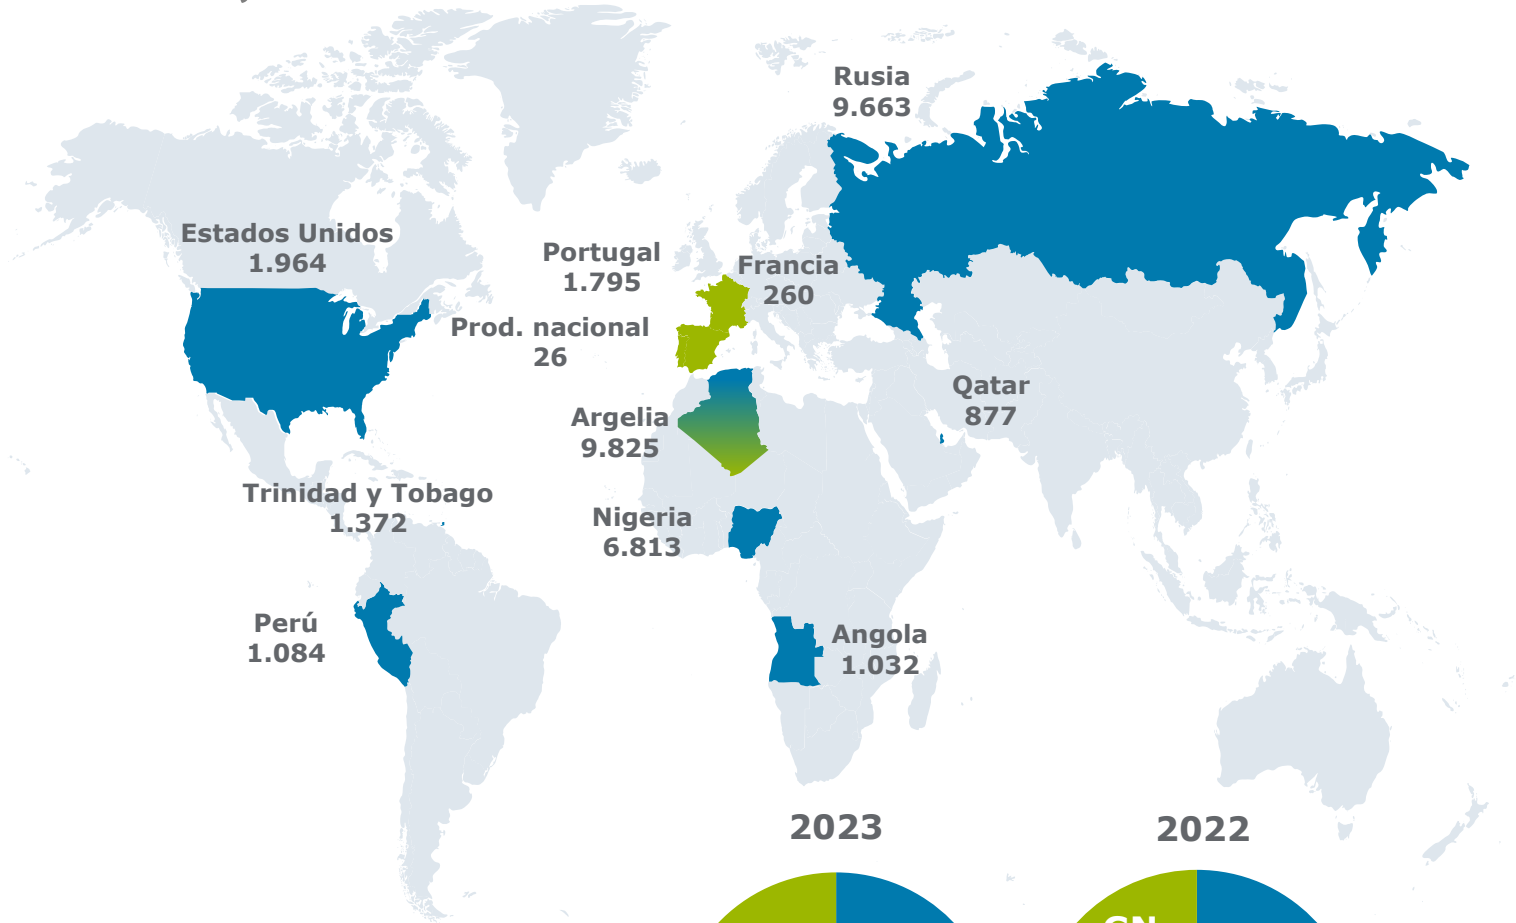 Rusia
9.663
Estados Unidos
1.964
Portugal
1.795
Francia
260
Prod. nacional
26
Qatar
877
Argelia
9.825
Trinidad y Tobago
1.372
Nigeria
6.813
Perú
1.084
Angola
1.032
2023
2022
GN